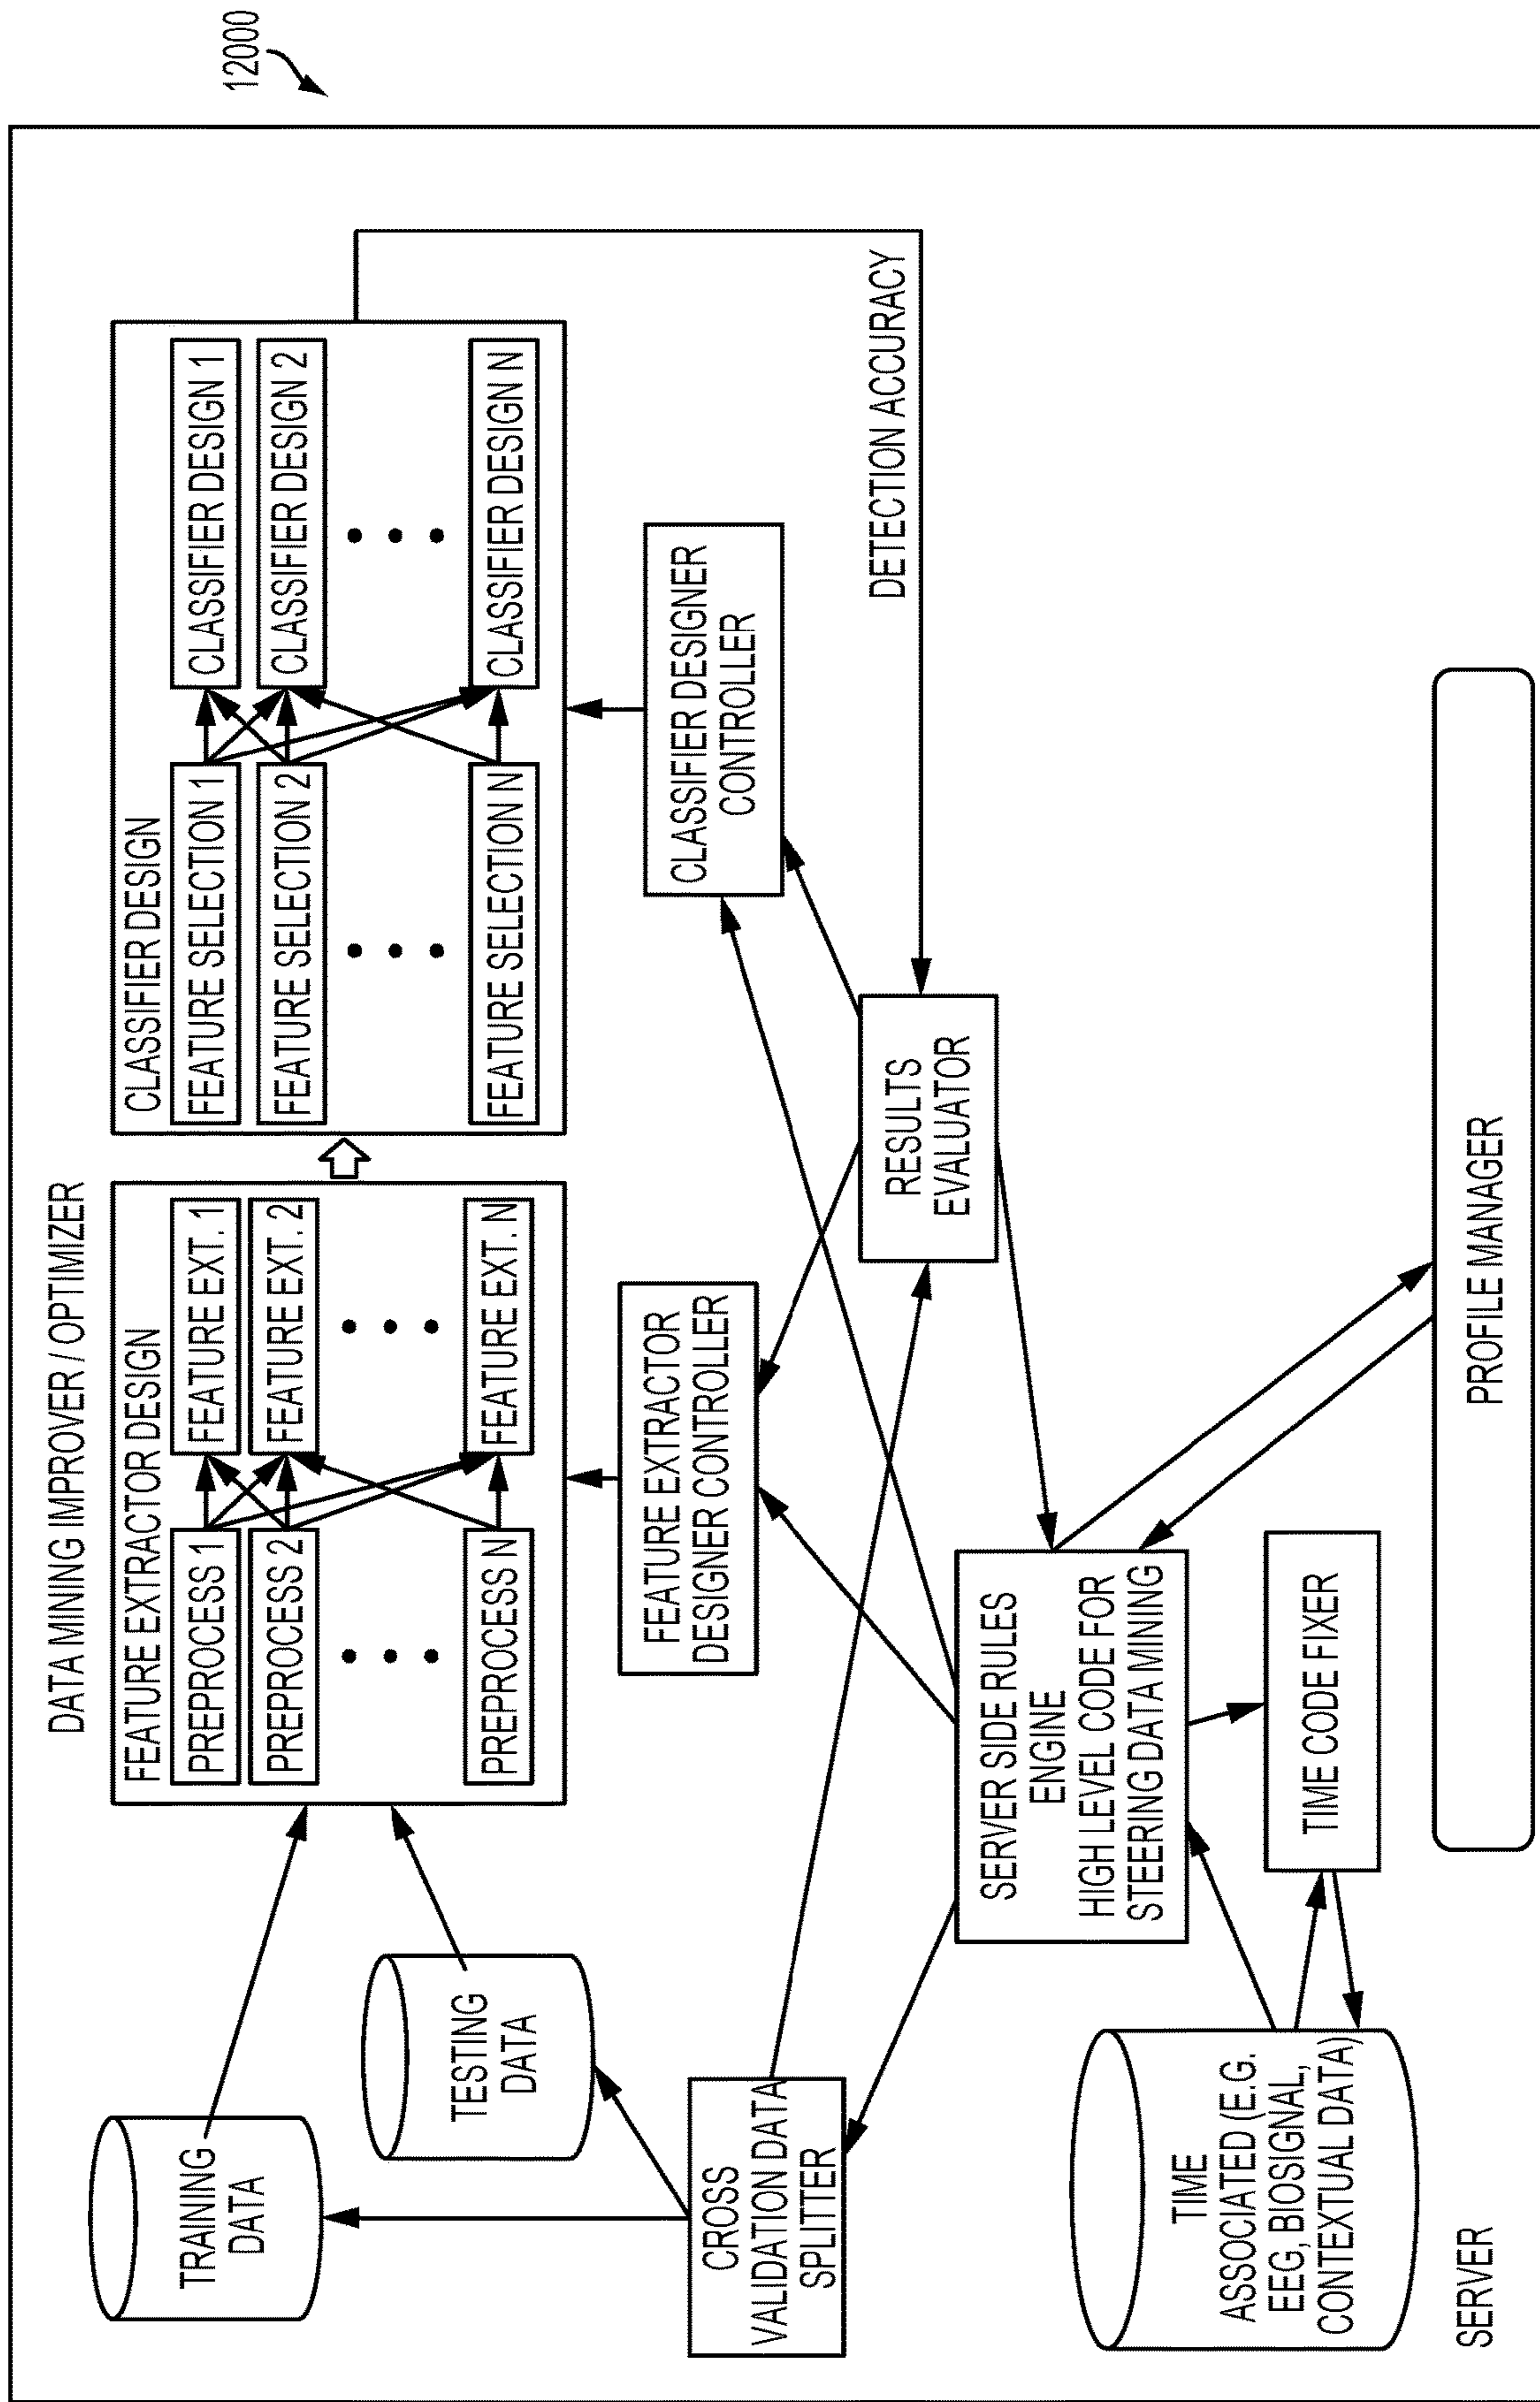 12000
DATA MINING IMPROVER / OPTIMIZER
FEATURE EXTRACTOR DESIGN
PREPROCESS 1
FEATURE EXT. 1
PREPROCESS 2
FEATURE EXT. 2
PREPROCESS N
FEATURE EXT. N
CLASSIFIER DESIGN
FEATURE SELECTION 1
CLASSIFIER DESIGN 1
FEATURE SELECTION 2
CLASSIFIER DESIGN 2
FEATURE SELECTION N
CLASSIFIER DESIGN N
TRAINING
DATA
TESTING
DATA
FEATURE EXTRACTOR
DESIGNER CONTROLLER
CLASSIFIER DESIGNER
CONTROLLER
DETECTION ACCURACY
CROSS
VALIDATION DATA
SPLITTER
RESULTS
EVALUATOR
SERVER SIDE RULES
ENGINE
HIGH LEVEL CODE FOR
STEERING DATA MINING
TIME
ASSOCIATED (E.G.
EEG, BIOSIGNAL,
CONTEXTUAL DATA)
TIME CODE FIXER
PROFILE MANAGER
SERVER